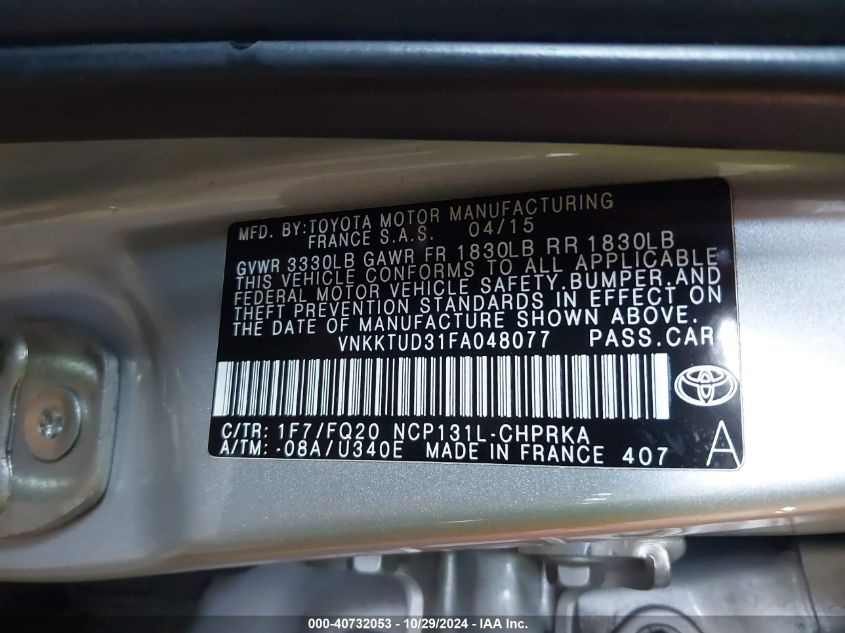 MFD. BY:TOYOTA MOTOR MANUFACTURING
FRANCE S.A.S. 04/15
GVWR 3330LB GAWR FR 1830LB RR 1830LB
THIS VEHICLE CONFORMS TO ALL APPLICABLE
FEDERAL MOTOR VEHICLE SAFETY,BUMPER,AND
THEFT PREVENTION STANDARDS IN EFFECT ON
THE DATE OF MANUFACTURE SHOWN ABOVE.
VNKKTUD31FA048077 PASS.CAR
C/TR: 1F7/FQ20 NCP131L-CHPRKA
A/TM: -08A/U340E MADE IN FRANCE 407 A
000-40732053 - 10/29/2024 - IAA Inc.